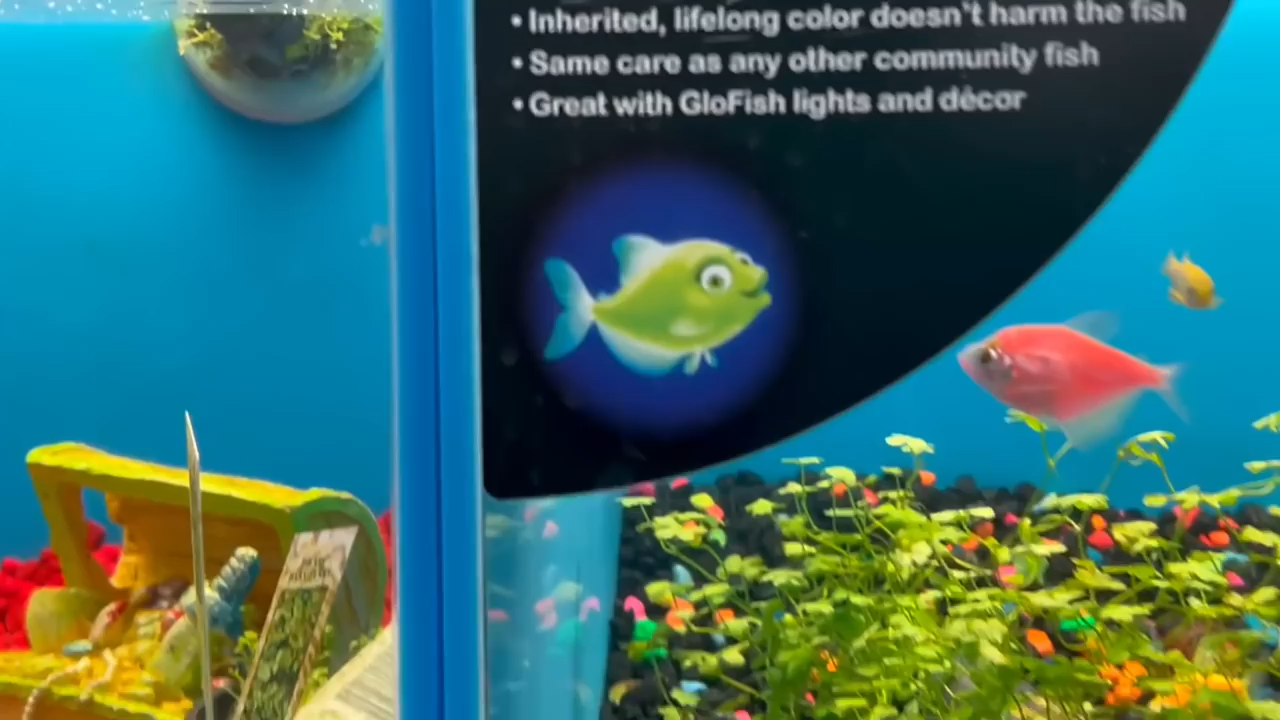 • Inherited, lifelong color doesn't harm the fish
• Same care as any other community fish
• Great with GloFish lights and décor